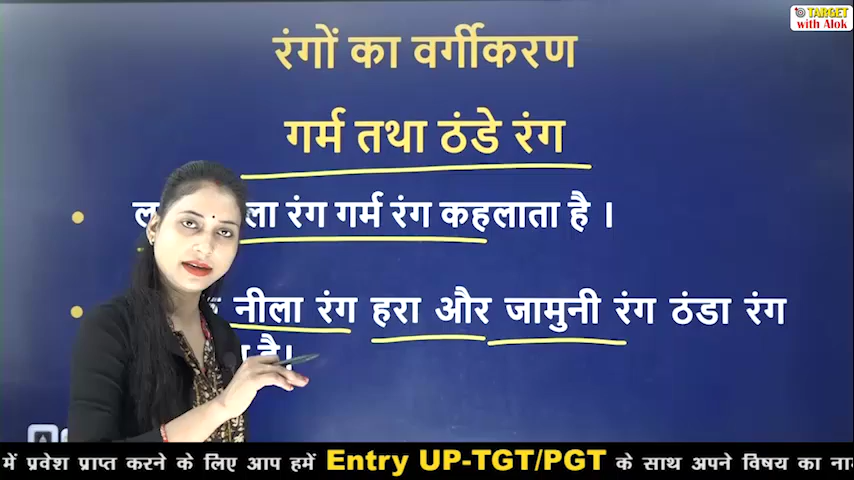 TARGET
with Alok
रंगों का वर्गीकरण
गर्म तथा ठंडे रंग
रंग गर्म रंग कहलाता है ।
नीला रंग हरा और जामुनी रंग ठंडा रंग
है।
में प्रवेश प्राप्त करने के लिए आप हमें Entry UP-TGT/PGT के साथ अपने विषय का